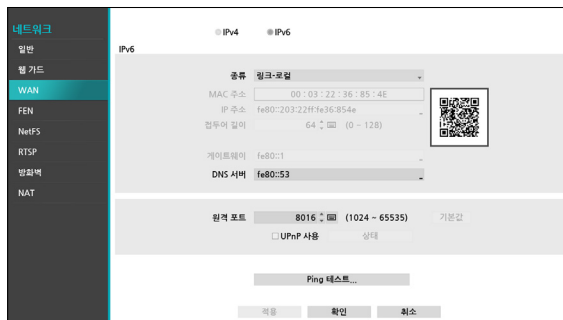 네트워크
일반
웹 가드
WAN
FEN
NetFS
RTSP
방화벽
NAT
IPv4 IPv6
IPv6
종류 링크-로컬
MAC 주소 00 : 03 : 22 : 36 : 85 : 4E
IP 주소 fe80::203:22ff:fe36:854e
접두어 길이 64 (0 ~ 128)
게이트웨이 fe80::1
DNS 서버 fe80::53
원격 포트 8016 (1024 ~ 65535) 기본값
UPnP 사용 상태
Ping 테스트...
적용 확인 취소